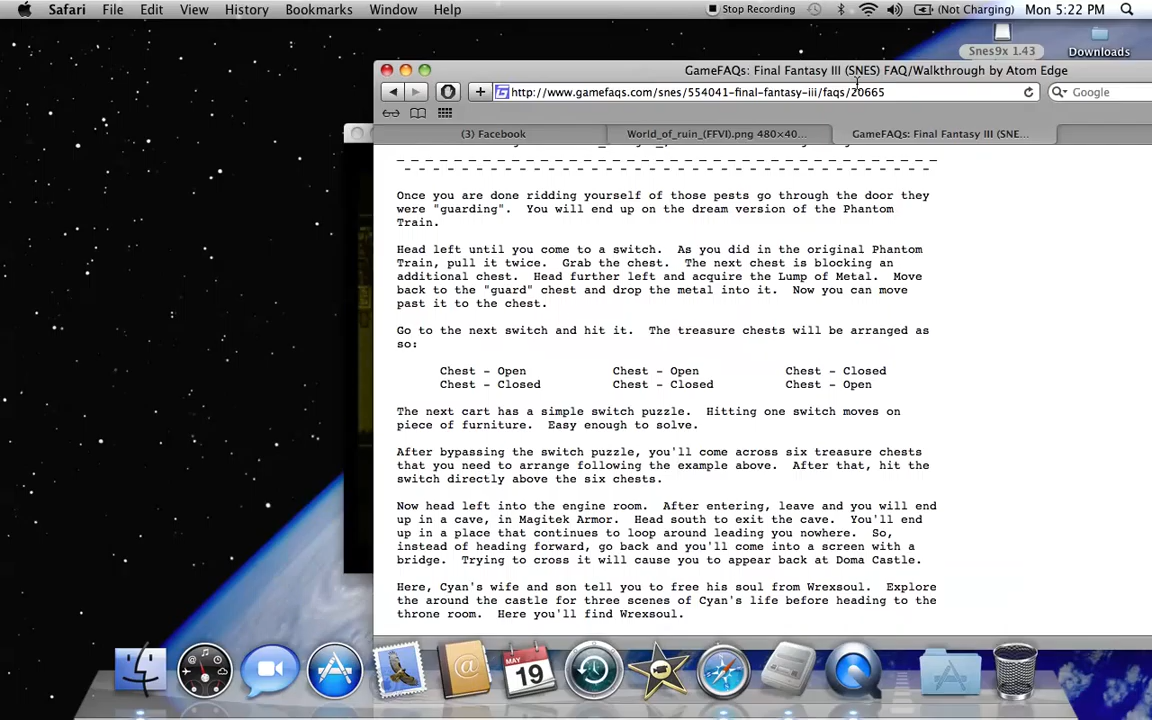 Safari File Edit View History Bookmarks Window Help Stop Recording (Not Charging) Mon 5:22 PM
Snes9x 1.43 Downloads
GameFAQs: Final Fantasy III (SNES) FAQ/Walkthrough by Atom Edge
http://www.gamefaqs.com/snes/554041-final-fantasy-iii/faqs/20665 Google
(3) Facebook World_of_ruin_(FFVI).png 480×40... GameFAQs: Final Fantasy III (SNE...
Once you are done ridding yourself of those pests go through the door they
were "guarding". You will end up on the dream version of the Phantom
Train.
Head left until you come to a switch. As you did in the original Phantom
Train, pull it twice. Grab the chest. The next chest is blocking an
additional chest. Head further left and acquire the Lump of Metal. Move
back to the "guard" chest and drop the metal into it. Now you can move
past it to the chest.
Go to the next switch and hit it. The treasure chests will be arranged as
so:
Chest - Open Chest - Open Chest - Closed
Chest - Closed Chest - Closed Chest - Open
The next cart has a simple switch puzzle. Hitting one switch moves on
piece of furniture. Easy enough to solve.
After bypassing the switch puzzle, you'll come across six treasure chests
that you need to arrange following the example above. After that, hit the
switch directly above the six chests.
Now head left into the engine room. After entering, leave and you will end
up in a cave, in Magitek Armor. Head south to exit the cave. You'll end
up in a place that continues to loop around leading you nowhere. So,
instead of heading forward, go back and you'll come into a screen with a
bridge. Trying to cross it will cause you to appear back at Doma Castle.
Here, Cyan's wife and son tell you to free his soul from Wrexsoul. Explore
the around the castle for three scenes of Cyan's life before heading to the
throne room. Here you'll find Wrexsoul.
MAY
19